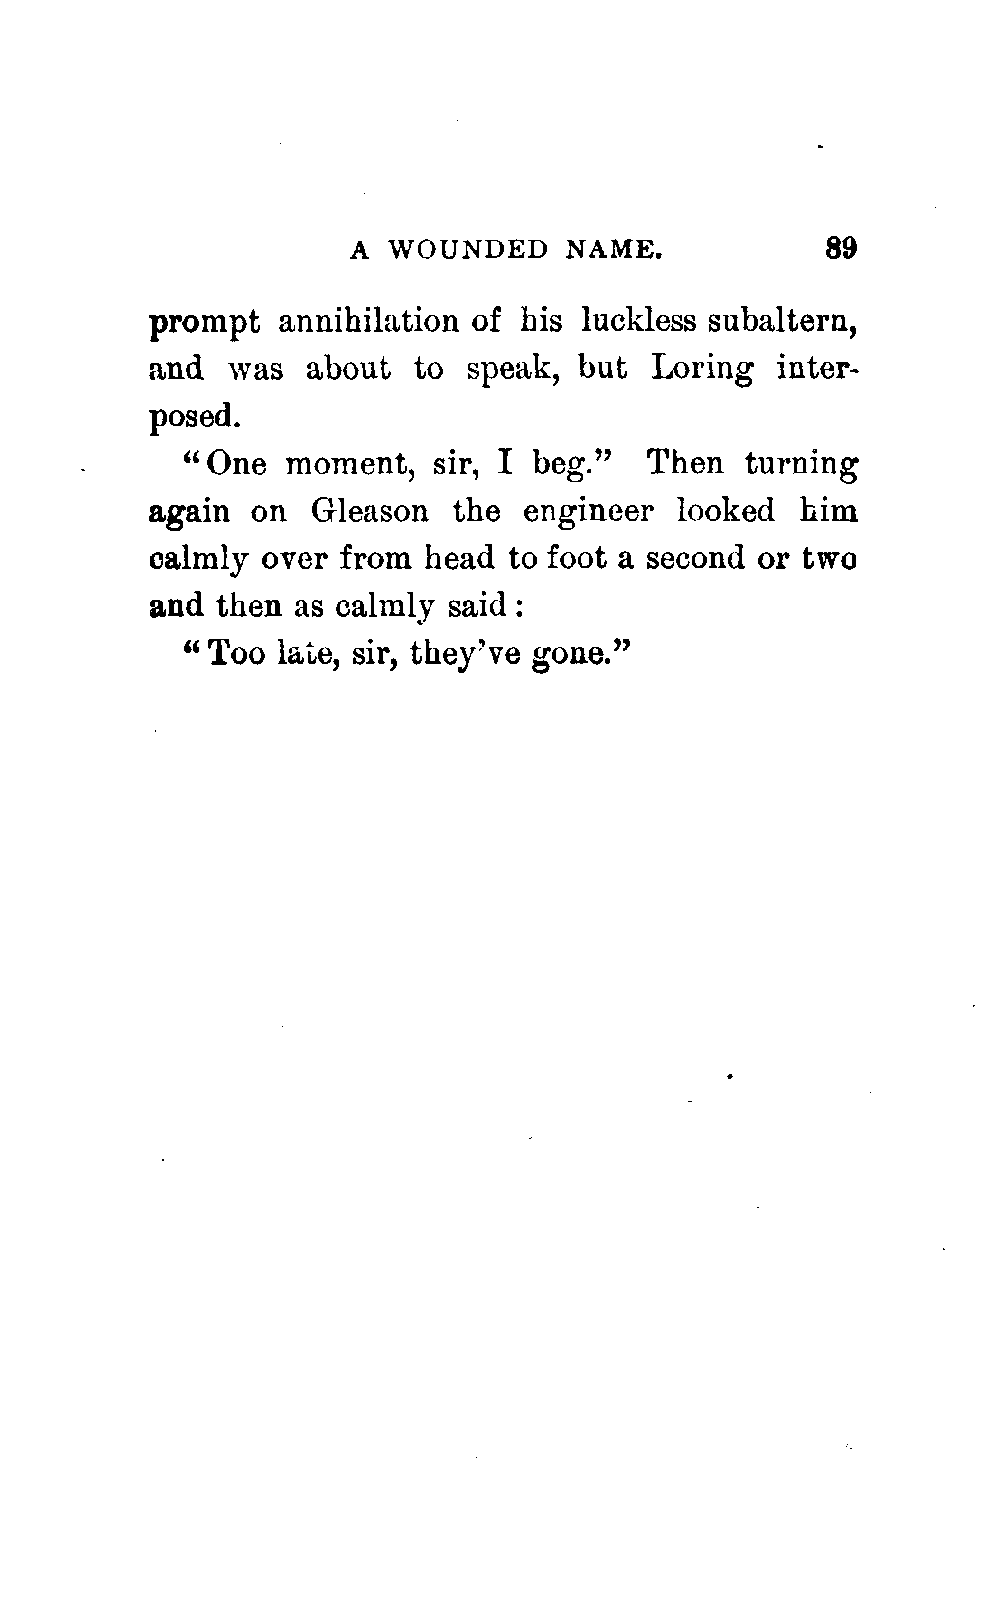 A WOUNDED NAME. 89
prompt annihilation of his luckless subaltern,
and was about to speak, but Loring inter-
posed.
“One moment, sir, I beg.” Then turning
again on Gleason the engineer looked him
calmly over from head to foot a second or two
and then as calmly said :
“Too late, sir, they’ve gone.”